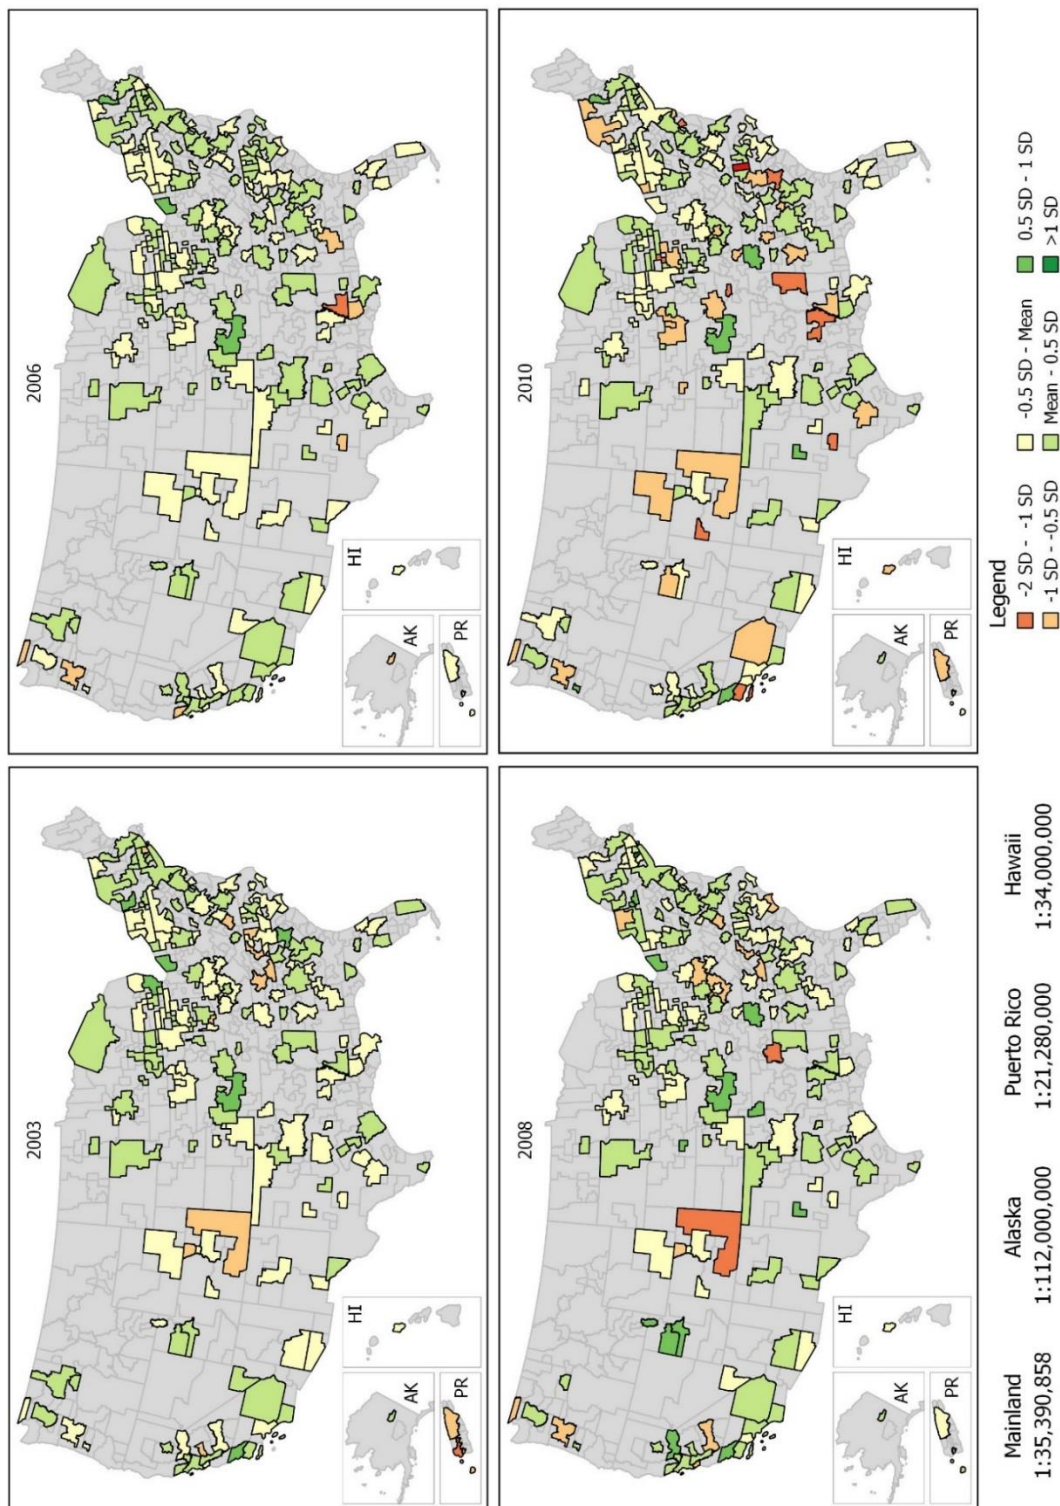 2003
HI
AK
PR
2006
HI
AK
PR
2008
HI
AK
PR
2010
HI
AK
PR
Mainland Alaska Puerto Rico Hawaii
1:35,390,858 1:112,000,000 1:21,280,000 1:34,000,000
Legend
-2 SD - -1 SD -0.5 SD - Mean 0.5 SD - 1 SD
-1 SD - -0.5 SD Mean - 0.5 SD >1 SD